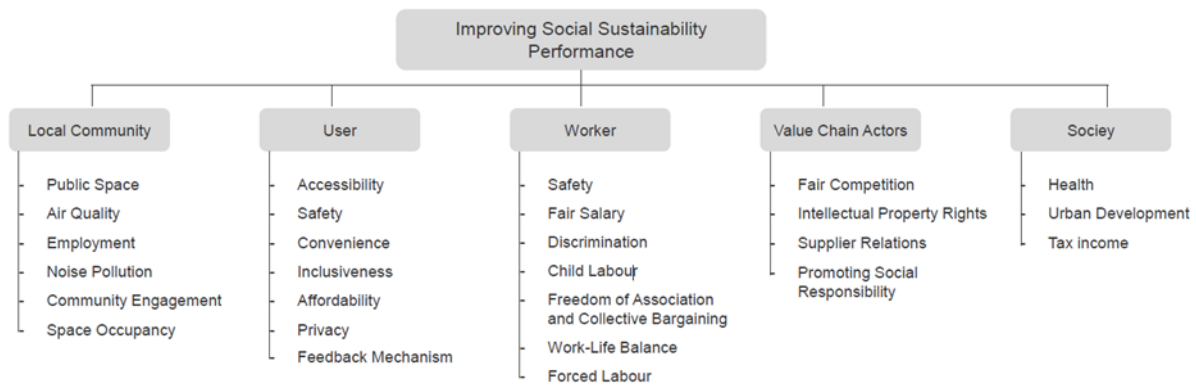 Improving Social Sustainability
Performance
Local Community
Public Space
Air Quality
Employment
Noise Pollution
Community Engagement
Space Occupancy
User
Accessibility
Safety
Convenience
Inclusiveness
Affordability
Privacy
Feedback Mechanism
Worker
Safety
Fair Salary
Discrimination
Child Labour
Freedom of Association
and Collective Bargaining
Work-Life Balance
Forced Labour
Value Chain Actors
Fair Competition
Intellectual Property Rights
Supplier Relations
Promoting Social
Responsibility
Sociey
Health
Urban Development
Tax income